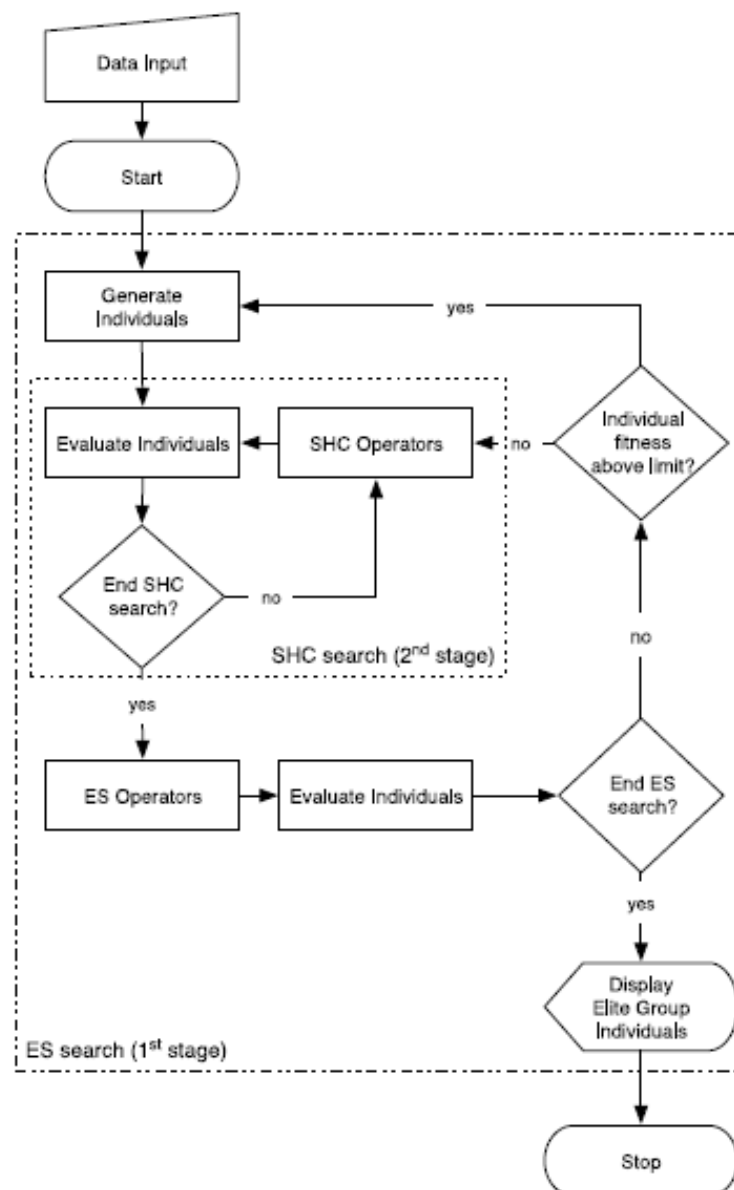 Data Input
Start
Generate
Individuals
yes
Evaluate Individuals
SHC Operators
no
Individual
fitness
above limit?
End SHC
search?
no
SHC search (2nd stage)
no
yes
ES Operators
Evaluate Individuals
End ES
search?
yes
Display
Elite Group
Individuals
ES search (1st stage)
Stop